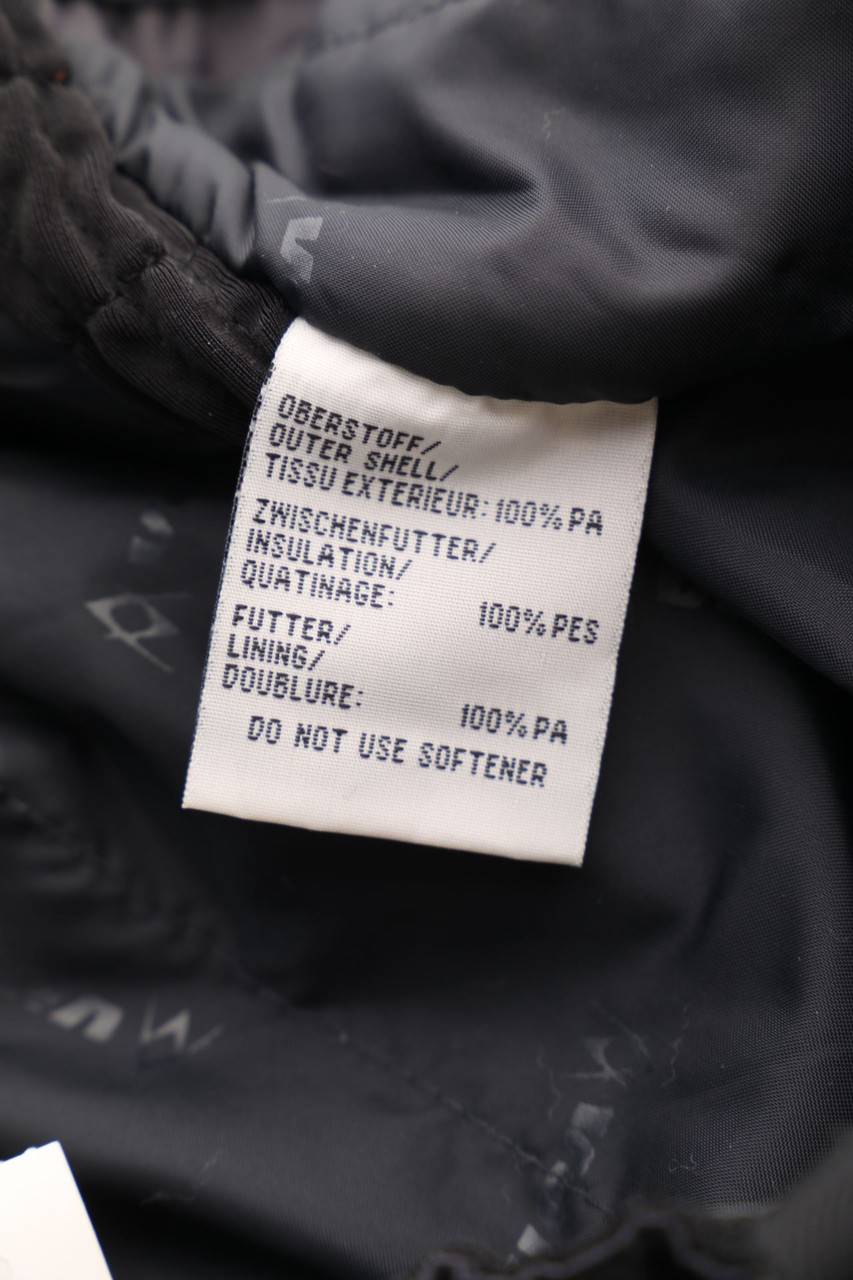 OBERSTOFF/
OUTER SHELL/
TISSU EXTERIEUR: 100% PA
ZWISCHENFUTTER/
INSULATION/
QUATINAGE: 100% PES
FUTTER/
LINING/
DOUBLURE: 100% PA
DO NOT USE SOFTENER